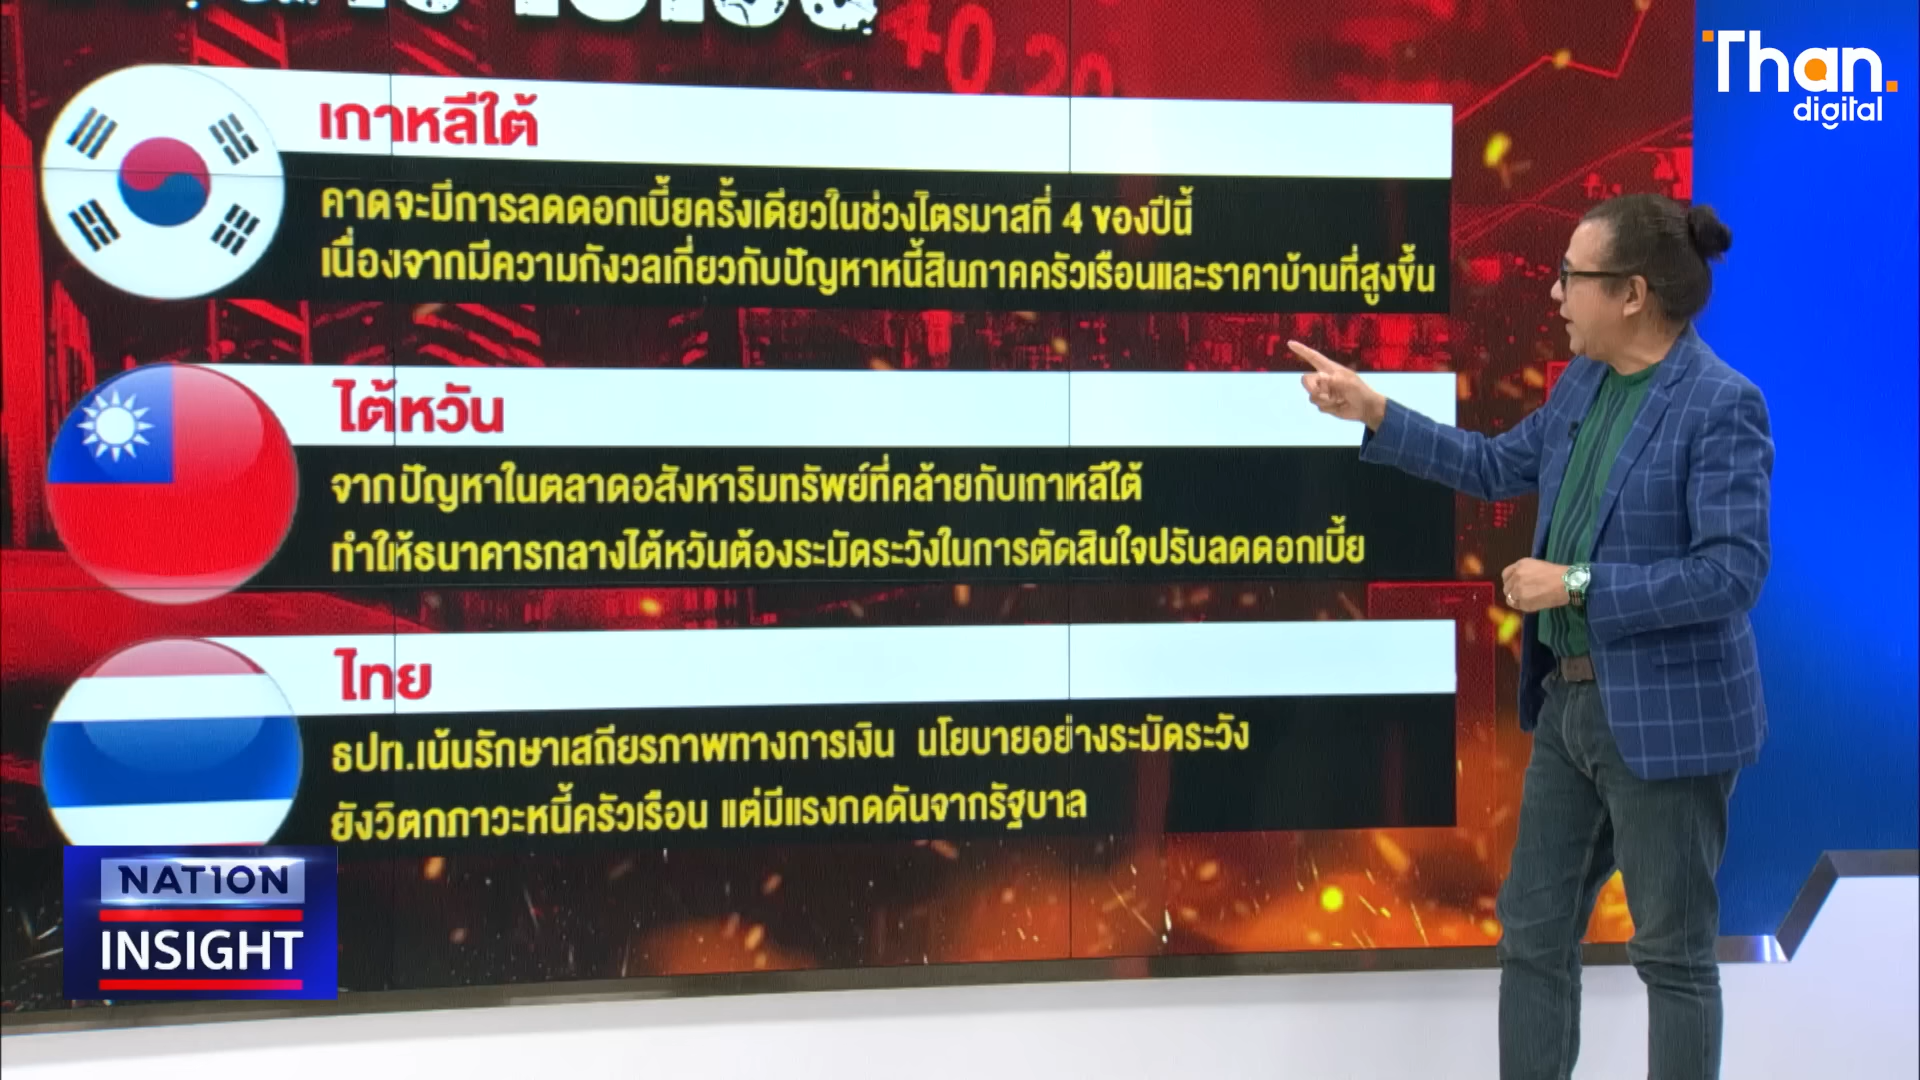 +0.20
Than.
digital
เกาหลีใต้
คาดจะมีการลดดอกเบี้ยครั้งเดียวในช่วงไตรมาสที่ 4 ของปีนี้
เนื่องจากมีความกังวลเกี่ยวกับปัญหาหนี้สินภาคครัวเรือนและราคาบ้านที่สูงขึ้น
ไต้หวัน
จากปัญหาในตลาดอสังหาริมทรัพย์ที่คล้ายกับเกาหลีใต้
ทำให้ธนาคารกลางไต้หวันต้องระมัดระวังในการตัดสินใจปรับลดดอกเบี้ย
ไทย
ธปท.เน้นรักษาเสถียรภาพทางการเงิน นโยบายอย่างระมัดระวัง
ยังวิตกภาวะหนี้ครัวเรือน แต่มีแรงกดดันจากรัฐบาล
NATION
INSIGHT